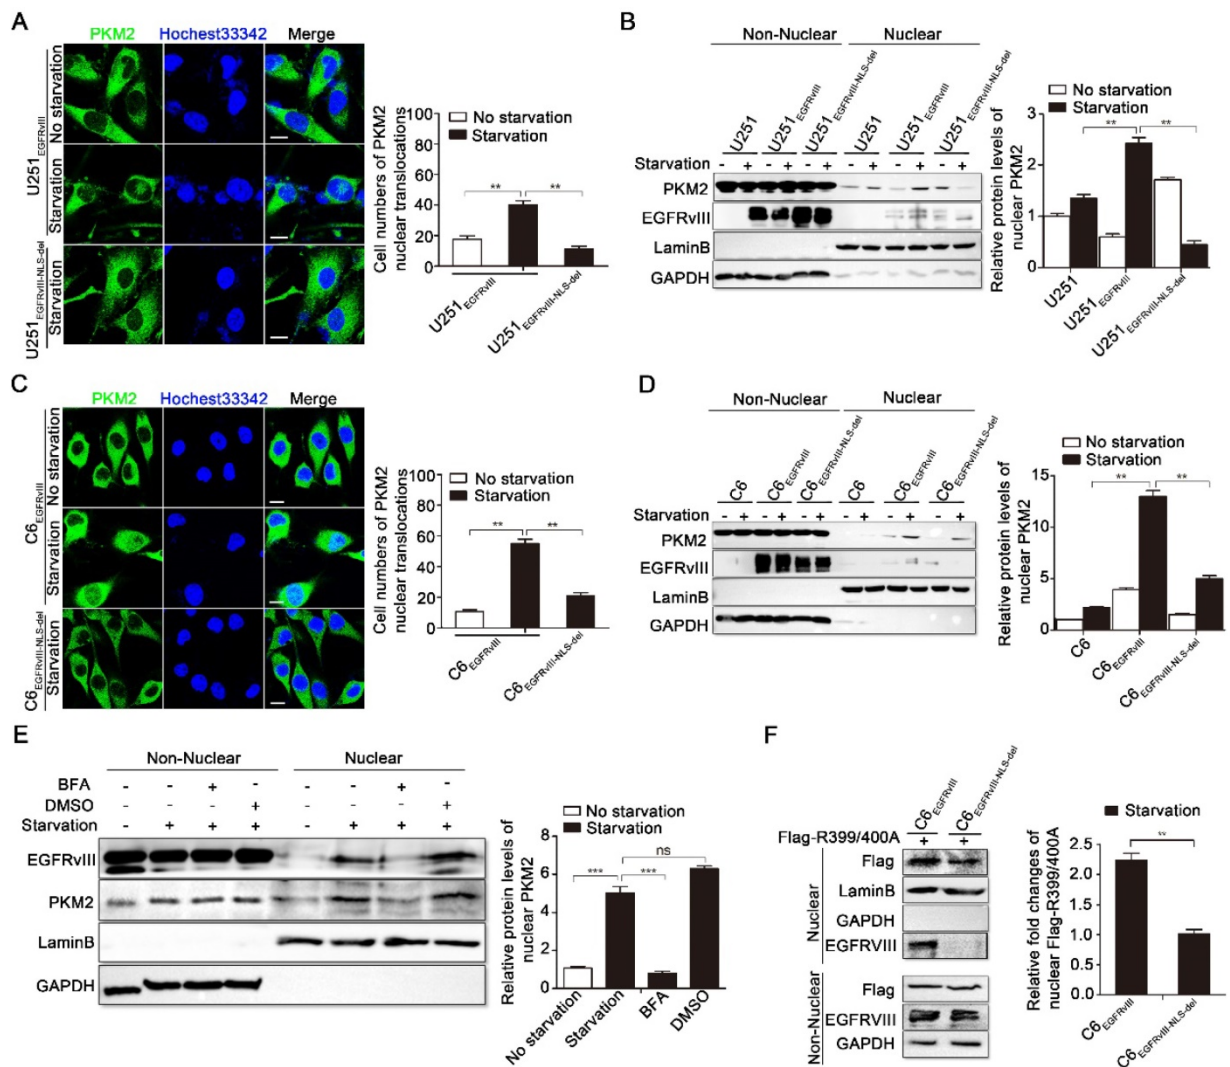 A
PKM2 Hochest33342 Merge
U251EGFRvIII
No starvation
Starvation
U251EGFRvIII-NLS-del
Starvation
Cell numbers of PKM2
nuclear translocations
100
80
60
40
20
0
No starvation
Starvation
** **
U251EGFRvIII
U251EGFRvIII-NLS-del
B
Non-Nuclear Nuclear
U251 U251EGFRvIII U251EGFRvIII-NLS-del U251 U251EGFRvIII U251EGFRvIII-NLS-del
Starvation - + - + - + - + - + - +
PKM2
EGFRvIII
LaminB
GAPDH
Relative protein levels of
nuclear PKM2
3
2
1
0
No starvation
Starvation
** **
U251
U251EGFRvIII
U251EGFRvIII-NLS-del
C
PKM2 Hochest33342 Merge
C6EGFRvIII
No starvation
Starvation
C6EGFRvIII-NLS-del
Starvation
Cell numbers of PKM2
nuclear translocations
100
80
60
40
20
0
No starvation
Starvation
** **
C6EGFRvIII
C6EGFRvIII-NLS-del
D
Non-Nuclear Nuclear
C6 C6EGFRvIII C6EGFRvIII-NLS-del C6 C6EGFRvIII C6EGFRvIII-NLS-del
Starvation - + - + - + - + - + - +
PKM2
EGFRvIII
LaminB
GAPDH
Relative protein levels of
nuclear PKM2
15
10
5
0
No starvation
Starvation
** **
C6
C6EGFRvIII
C6EGFRvIII-NLS-del
E
Non-Nuclear Nuclear
BFA - - + - - - + -
DMSO - - - + - - - +
Starvation - + + + - + + +
EGFRvIII
PKM2
LaminB
GAPDH
Relative protein levels of
nuclear PKM2
8
6
4
2
0
No starvation
Starvation
ns
*** ***
No starvation
Starvation
BFA
DMSO
F
C6EGFRvIII C6EGFRvIII-NLS-del
Flag-R399/400A + +
Nuclear
Flag
LaminB
GAPDH
EGFRVIII
Non-Nuclear
Flag
EGFRVIII
GAPDH
Relative fold changes of
nuclear Flag-R399/400A
2.5
2.0
1.5
1.0
0.5
0.0
Starvation
**
C6EGFRvIII
C6EGFRvIII-NLS-del